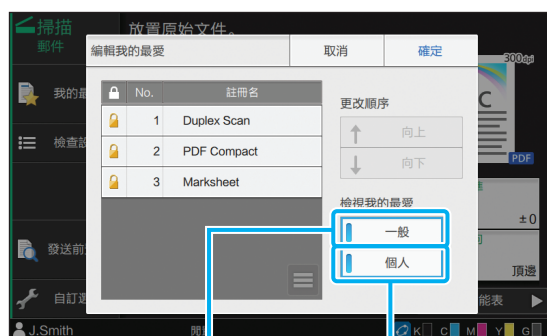 掃描
放置原始文件。
郵件
編輯我的最愛
取消
確定
300dpi
我的最
No.
註冊名
更改順序
1 Duplex Scan
向上
檢查設
2 PDF Compact
向下
PDF
3 Marksheet
檢視我的最愛
±0
一般
個人
發送前
頂邊
自訂選
能表
J.Smith
K C M Y G